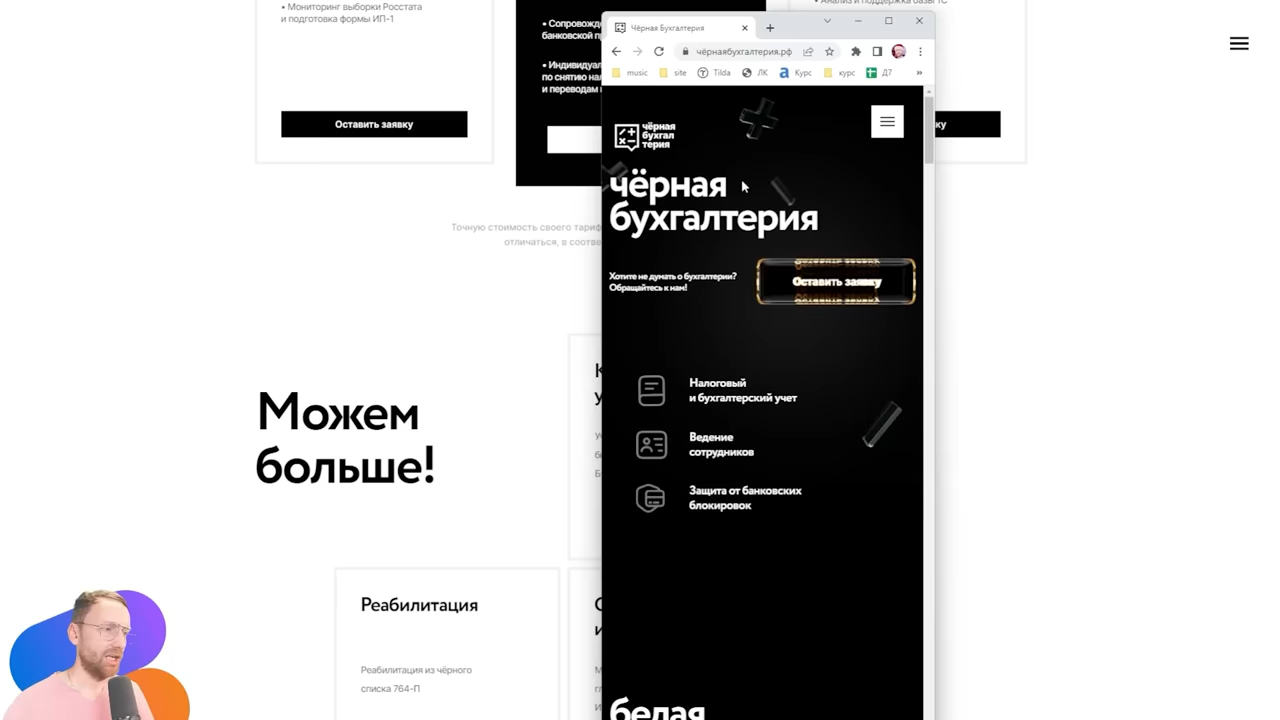 • Мониторинг выборки Росстата
и подготовка формы ИП-1
Оставить заявку
• Сопровожд
банковской
• Индивидуал
по снятию
и переводам
Точную стоимость своего тариф
отличаться, в соотве
Можем
больше!
Реабилитация
Реабилитация из чёрного
списка 764-П
Чёрная Бухгалтерия
чёрнаябухгалтерия.рф
music
site
Tilda
ЛК
Курс
курс
Д7
чёрная
бухгал
терия
чёрная
бухгалтерия
Хотите не думать о бухгалтерии?
Обращайтесь к нам!
Оставить заявку
Налоговый
и бухгалтерский учет
Ведение
сотрудников
Защита от банковских
блокировок
белая